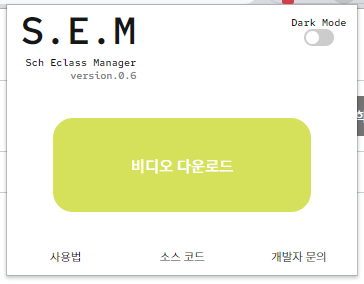 S.E.M
Dark Mode
Sch Eclass Manager
version.0.6
비디오 다운로드
사용법
소스 코드
개발자 문의